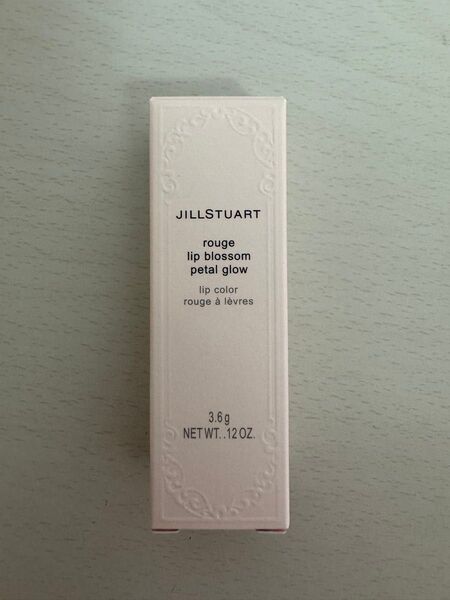 JILLSTUART
rouge
lip blossom
petal glow
lip color
rouge à lèvres
3.6g
NET WT. .12 OZ.